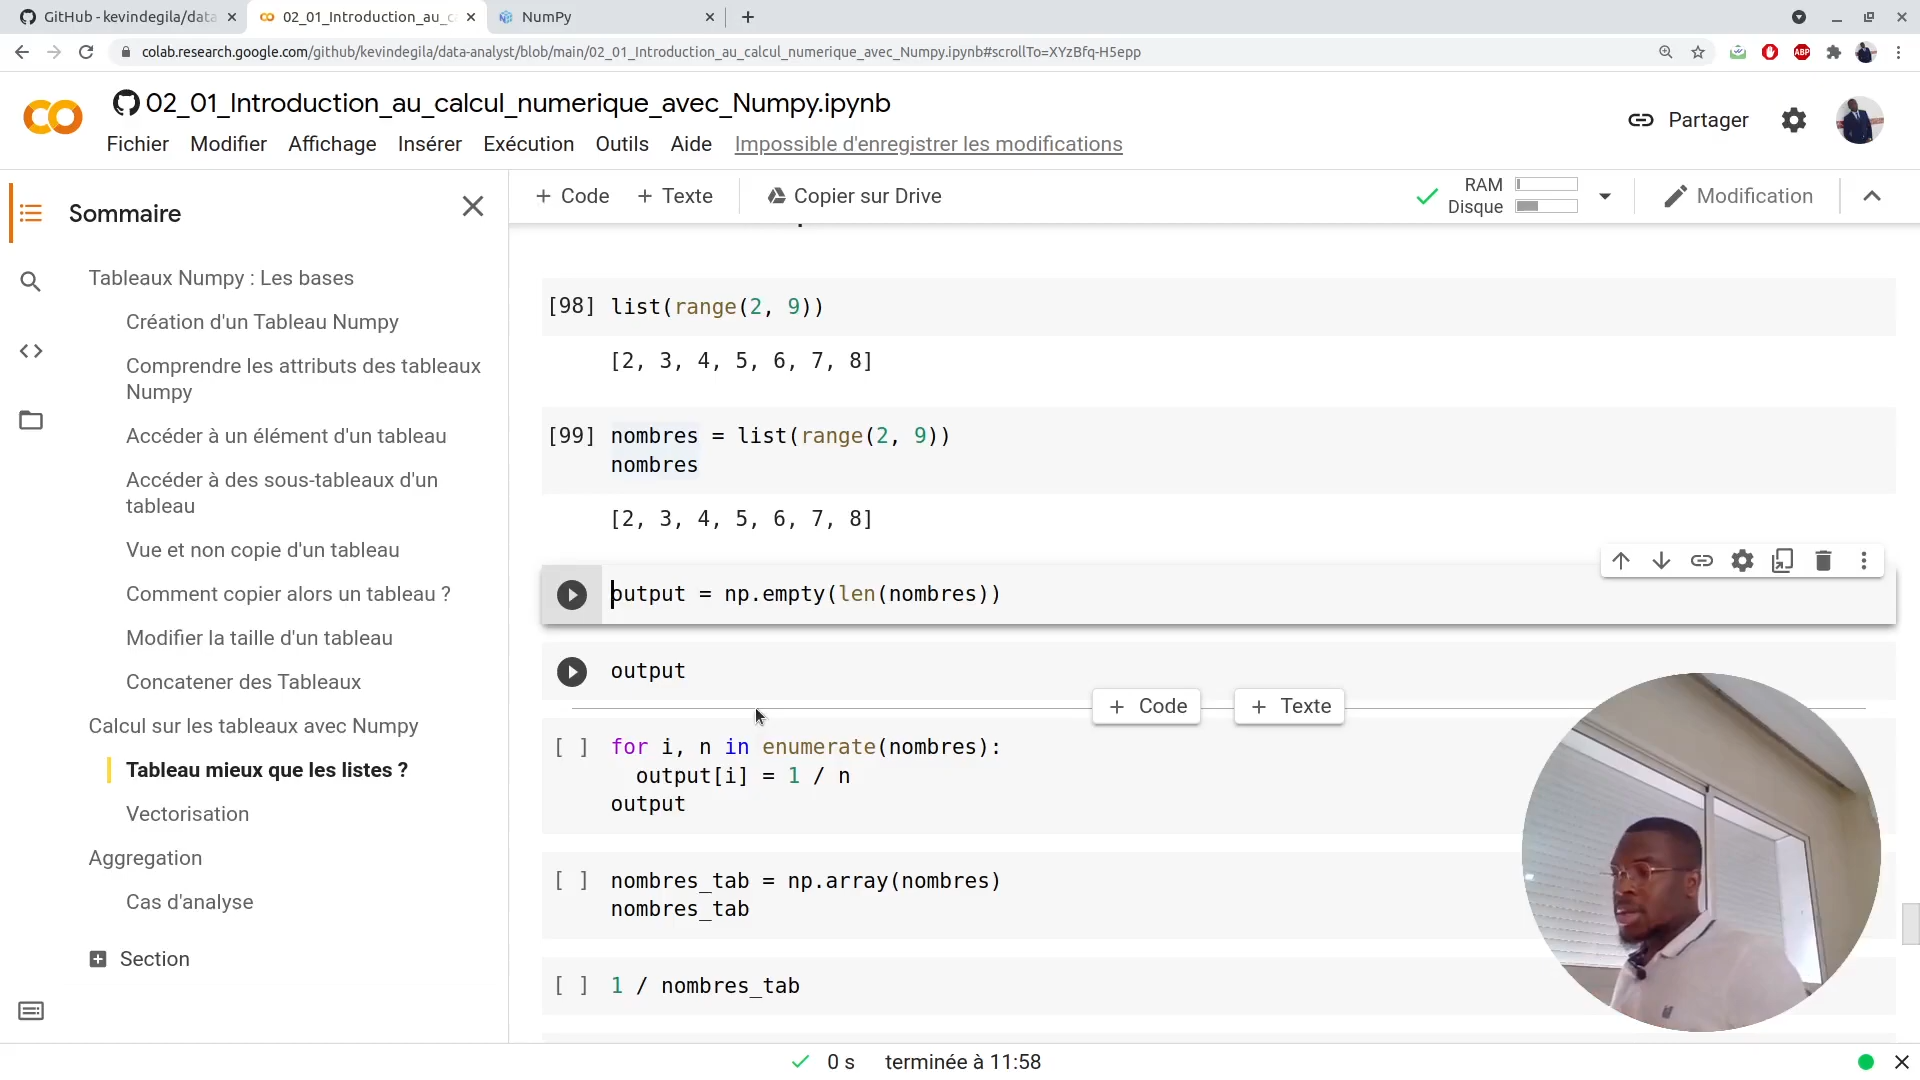 GitHub - kevindegila/data
02_01_Introduction_au_c
NumPy
colab.research.google.com/github/kevindegila/data-analyst/blob/main/02_01_Introduction_au_calcul_numerique_avec_Numpy.ipynb#scrollTo=XYzBfq-H5epp
ABP
02_01_Introduction_au_calcul_numerique_avec_Numpy.ipynb
Partager
Fichier Modifier Affichage Insérer Exécution Outils Aide Impossible d'enregistrer les modifications
+ Code + Texte Copier sur Drive
RAM
Disque
Modification
Sommaire
Tableaux Numpy : Les bases
Création d'un Tableau Numpy
Comprendre les attributs des tableaux
Numpy
Accéder à un élément d'un tableau
Accéder à des sous-tableaux d'un
tableau
Vue et non copie d'un tableau
Comment copier alors un tableau ?
Modifier la taille d'un tableau
Concatener des Tableaux
Calcul sur les tableaux avec Numpy
Tableau mieux que les listes ?
Vectorisation
Aggregation
Cas d'analyse
Section
[98] list(range(2, 9))
[2, 3, 4, 5, 6, 7, 8]
[99] nombres = list(range(2, 9))
nombres
[2, 3, 4, 5, 6, 7, 8]
output = np.empty(len(nombres))
output
+ Code + Texte
[ ] for i, n in enumerate(nombres):
output[i] = 1 / n
output
[ ] nombres_tab = np.array(nombres)
nombres_tab
[ ] 1 / nombres_tab
0 s terminée à 11:58